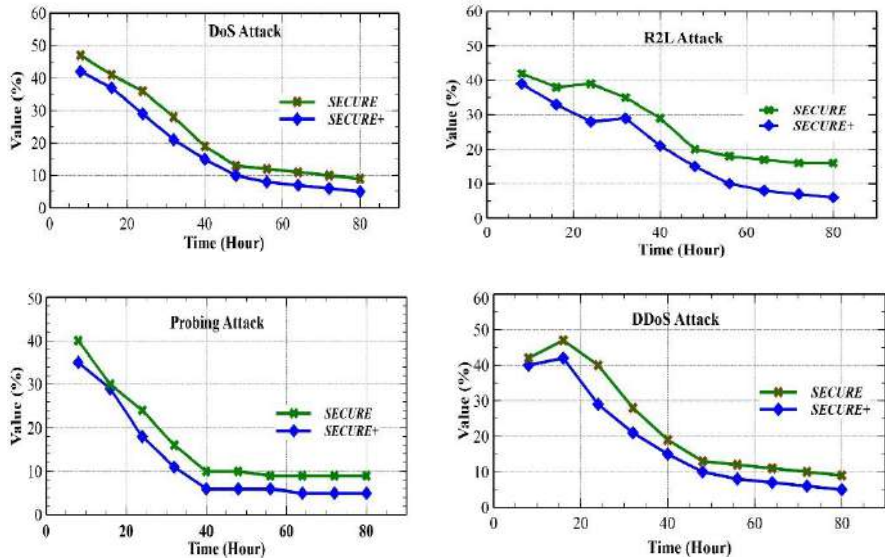 DoS Attack
60
50
40
30
20
10
0
Value (%)
SECURE
SECURE+
0 20 40 60 80
Time (Hour)
R2L Attack
60
50
40
30
20
10
0
Value (%)
SECURE
SECURE+
0 20 40 60 80
Time (Hour)
Probing Attack
50
40
30
20
10
0
Value (%)
SECURE
SECURE+
0 20 40 60 80
Time (Hour)
DDoS Attack
60
50
40
30
20
10
0
Value (%)
SECURE
SECURE+
0 20 40 60 80
Time (Hour)